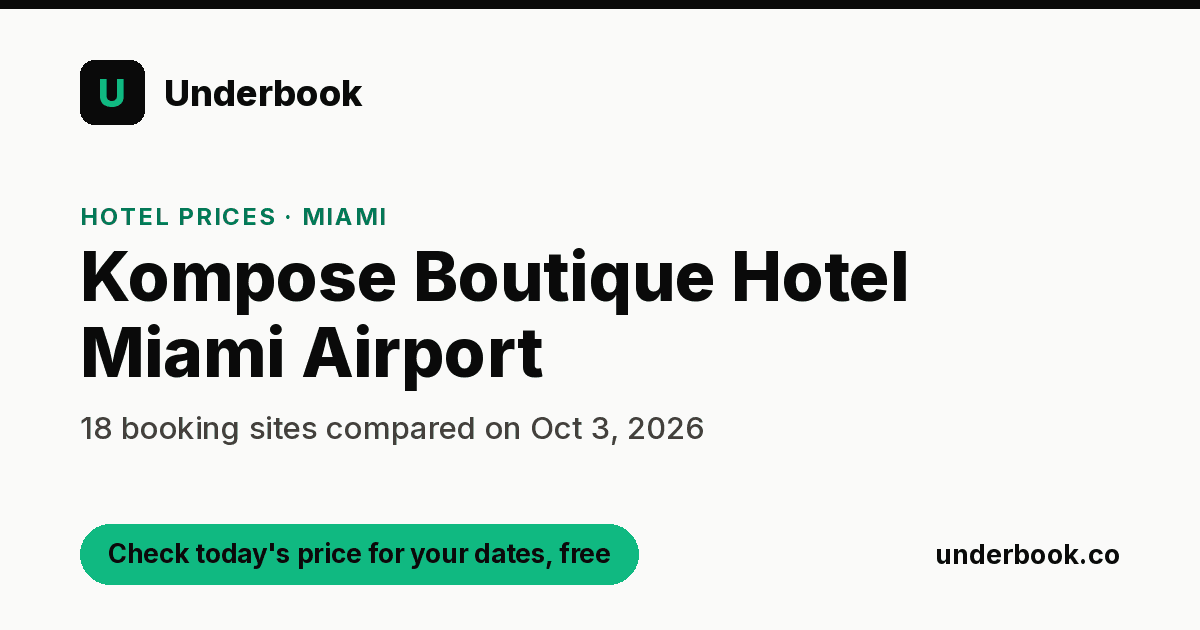 U Underbook
HOTEL PRICES · MIAMI
Kompose Boutique Hotel
Miami Airport
18 booking sites compared on Oct 3, 2026
Check today's price for your dates, free
underbook.co